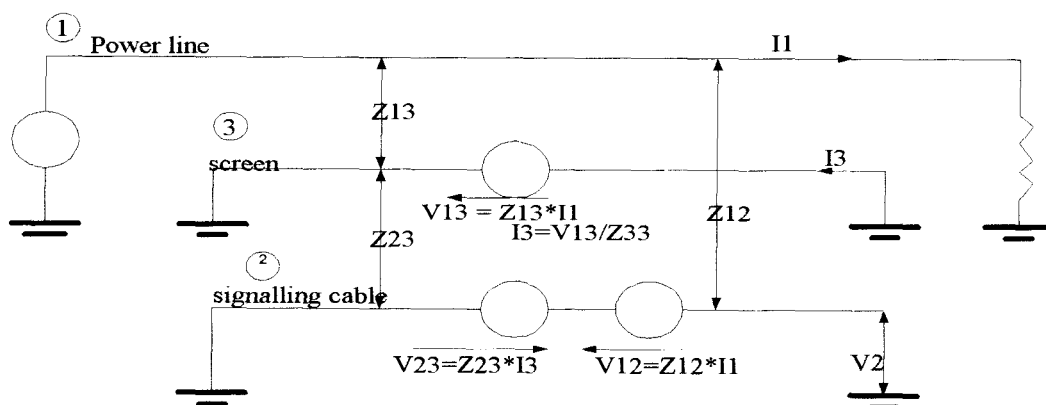 1
Power line
I1
Z13
3
screen
I3
V13 = Z13*I1
I3=V13/Z33
Z12
Z23
2
signalling cable
V23=Z23*I3
V12=Z12*I1
V2